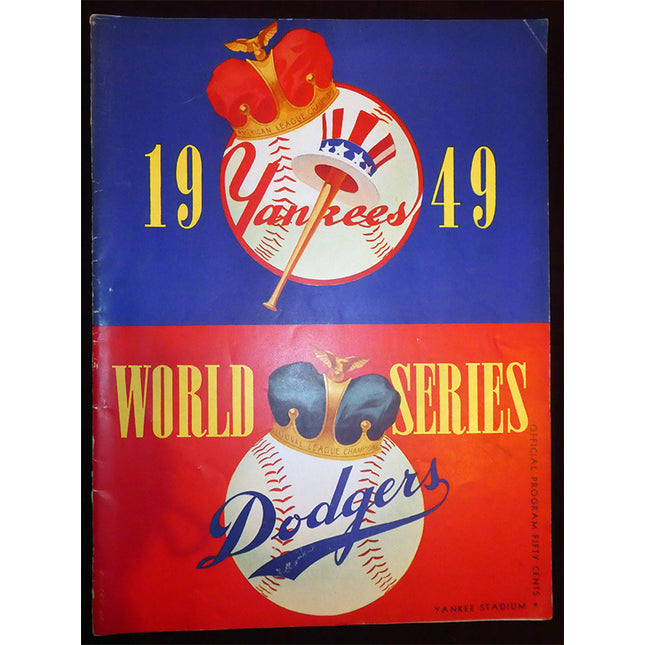 AMERICAN LEAGUE CHAMPIONS
19 Yankees 49
WORLD SERIES
NATIONAL LEAGUE CHAMPIONS
Dodgers
OFFICIAL PROGRAM FIFTY CENTS
YANKEE STADIUM